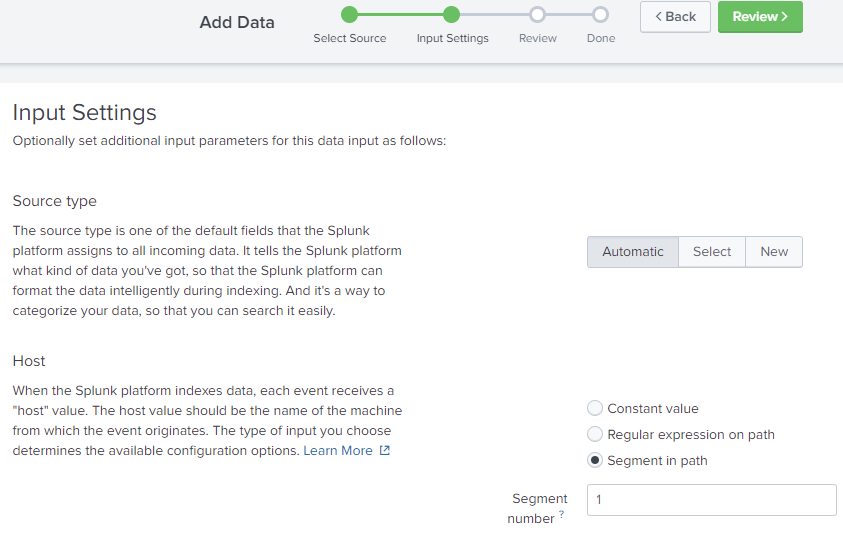 Add Data
Select Source
Input Settings
Review
Done
< Back
Review >
Input Settings
Optionally set additional input parameters for this data input as follows:
Source type
The source type is one of the default fields that the Splunk
platform assigns to all incoming data. It tells the Splunk platform
what kind of data you've got, so that the Splunk platform can
format the data intelligently during indexing. And it's a way to
categorize your data, so that you can search it easily.
Automatic
Select
New
Host
When the Splunk platform indexes data, each event receives a
"host" value. The host value should be the name of the machine
from which the event originates. The type of input you choose
determines the available configuration options. Learn More
Constant value
Regular expression on path
Segment in path
Segment
number ?
1